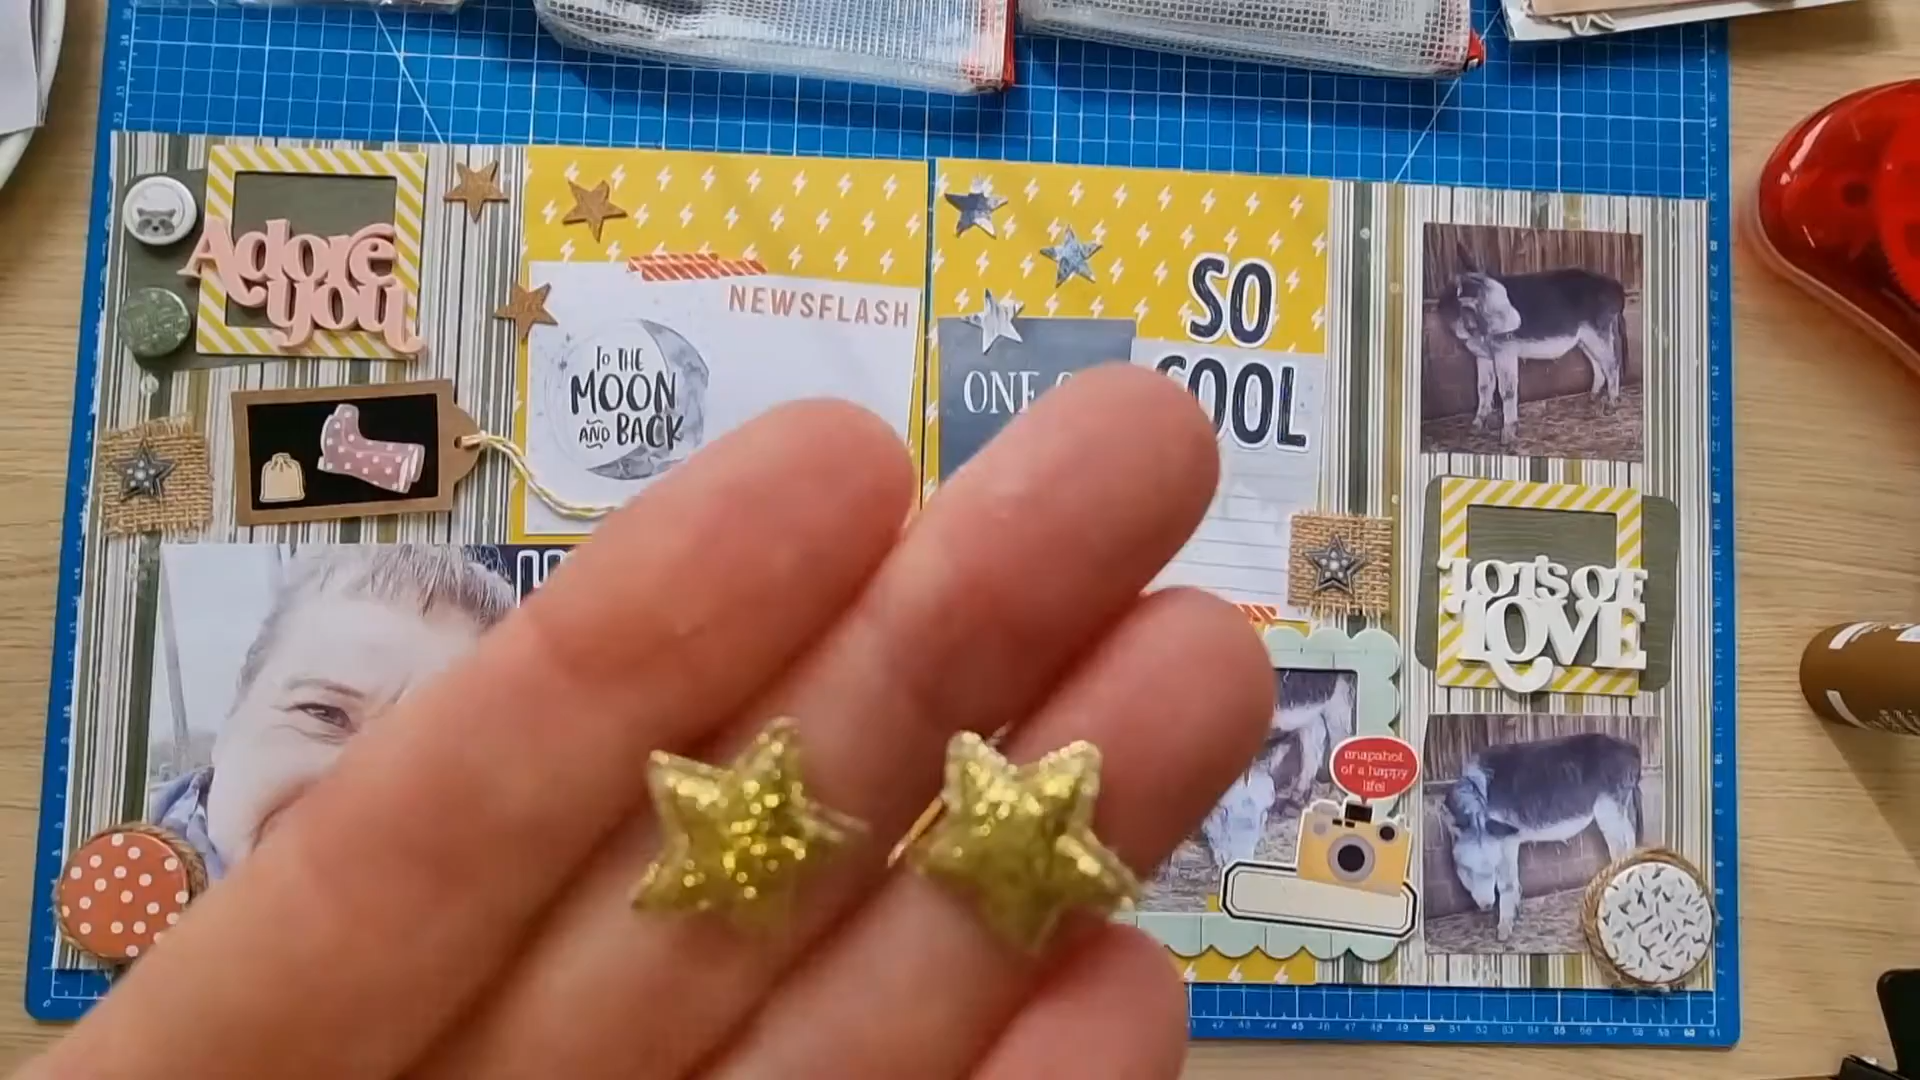 Adore
you
NEWSFLASH
TO THE
MOON
AND BACK
SO
COOL
ONE
LOTS OF
LOVE
snapshot
of a happy
life!